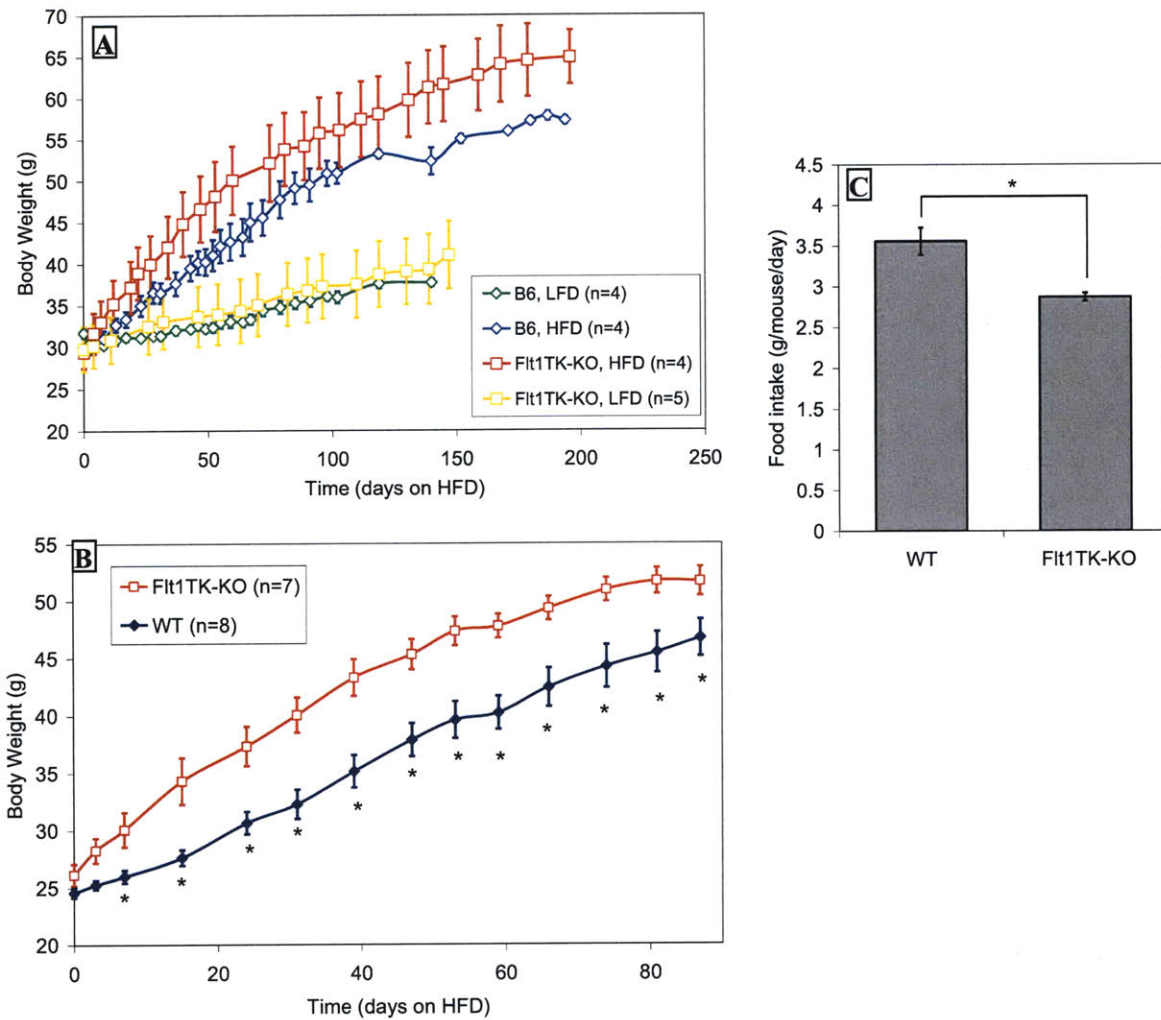 A
70
65
60
55
50
45
40
35
30
25
20
Body Weight (g)
B6, LFD (n=4)
B6, HFD (n=4)
Flt1TK-KO, HFD (n=4)
Flt1TK-KO, LFD (n=5)
0 50 100 150 200 250
Time (days on HFD)
B
55
50
45
40
35
30
25
20
Body Weight (g)
Flt1TK-KO (n=7)
WT (n=8)
* * * * * * * * * * * *
0 20 40 60 80
Time (days on HFD)
C
4.5
4
3.5
3
2.5
2
1.5
1
0.5
0
Food intake (g/mouse/day)
*
WT Flt1TK-KO